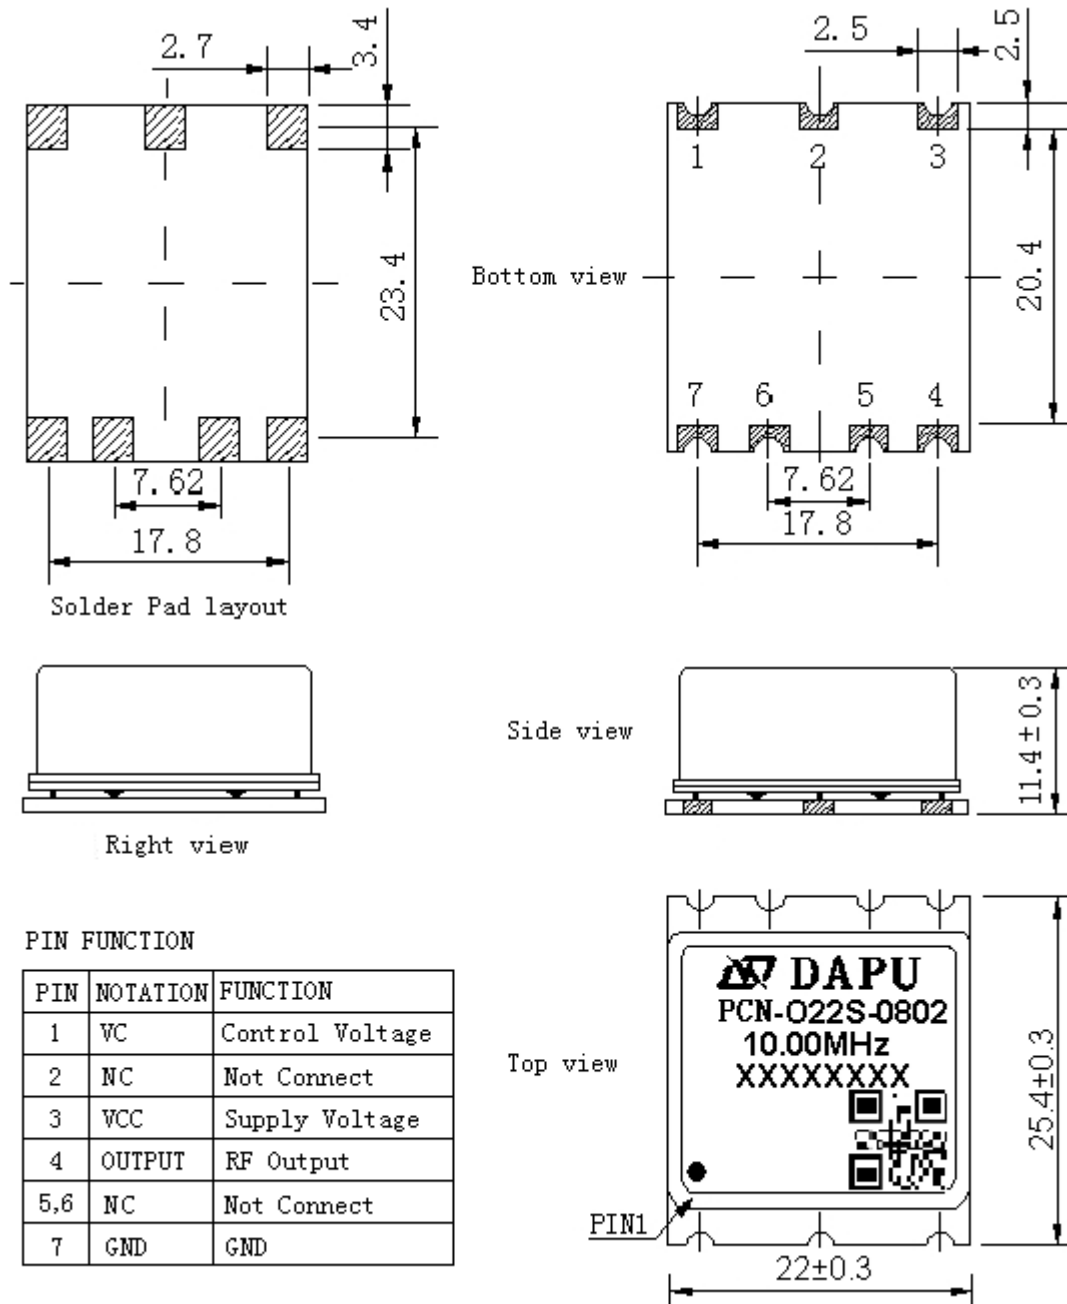 2.7
3.4
23.4
7.62
17.8
Solder Pad layout
2.5
2.5
1 2 3
Bottom view
20.4
7 6 5 4
7.62
17.8
Right view
Side view
11.4±0.3
PIN FUNCTION
PIN NOTATION FUNCTION
1 VC Control Voltage
2 NC Not Connect
3 VCC Supply Voltage
4 OUTPUT RF Output
5,6 NC Not Connect
7 GND GND
Top view
DAPU
PCN-O22S-0802
10.00MHz
XXXXXXXX
PIN1
25.4±0.3
22±0.3